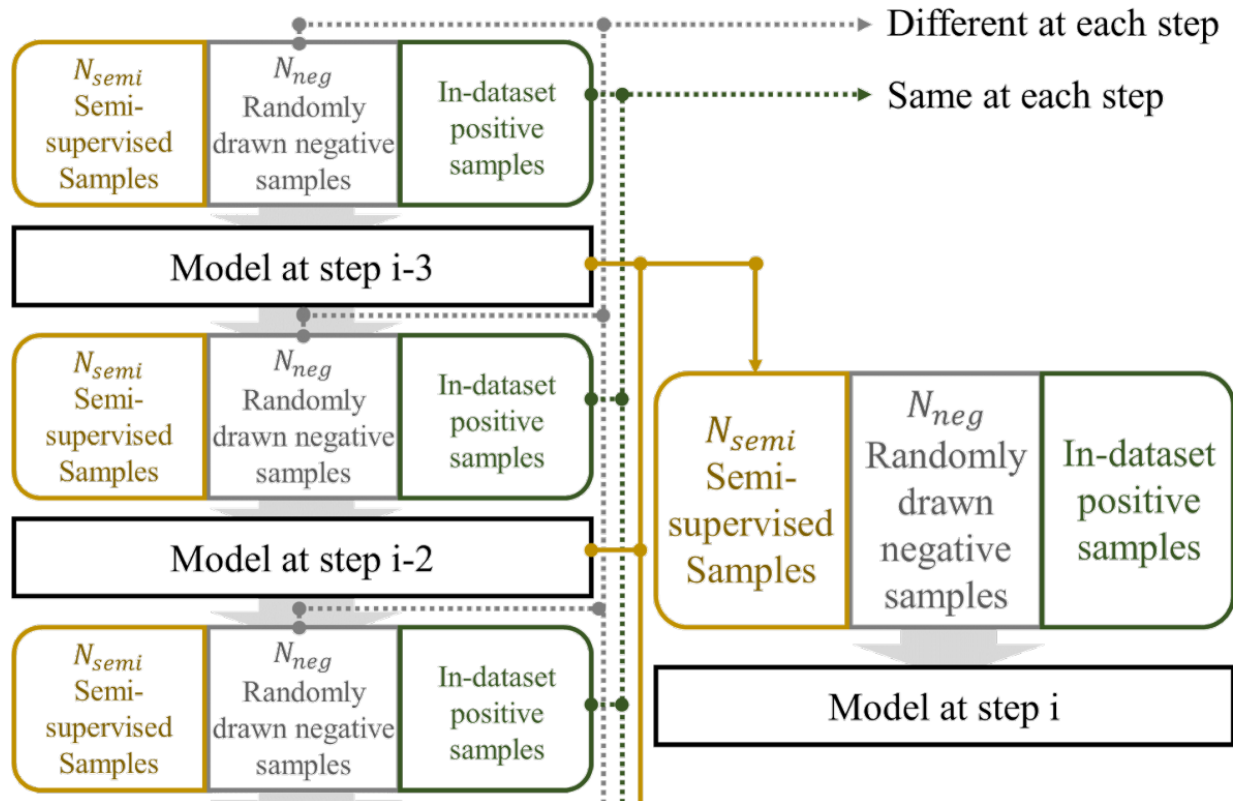 Different at each step
Same at each step
N_semi
Semi-
supervised
Samples
N_neg
Randomly
drawn negative
samples
In-dataset
positive
samples
Model at step i-3
N_semi
Semi-
supervised
Samples
N_neg
Randomly
drawn negative
samples
In-dataset
positive
samples
Model at step i-2
N_semi
Semi-
supervised
Samples
N_neg
Randomly
drawn negative
samples
In-dataset
positive
samples
N_semi
Semi-
supervised
Samples
N_neg
Randomly
drawn
negative
samples
In-dataset
positive
samples
Model at step i